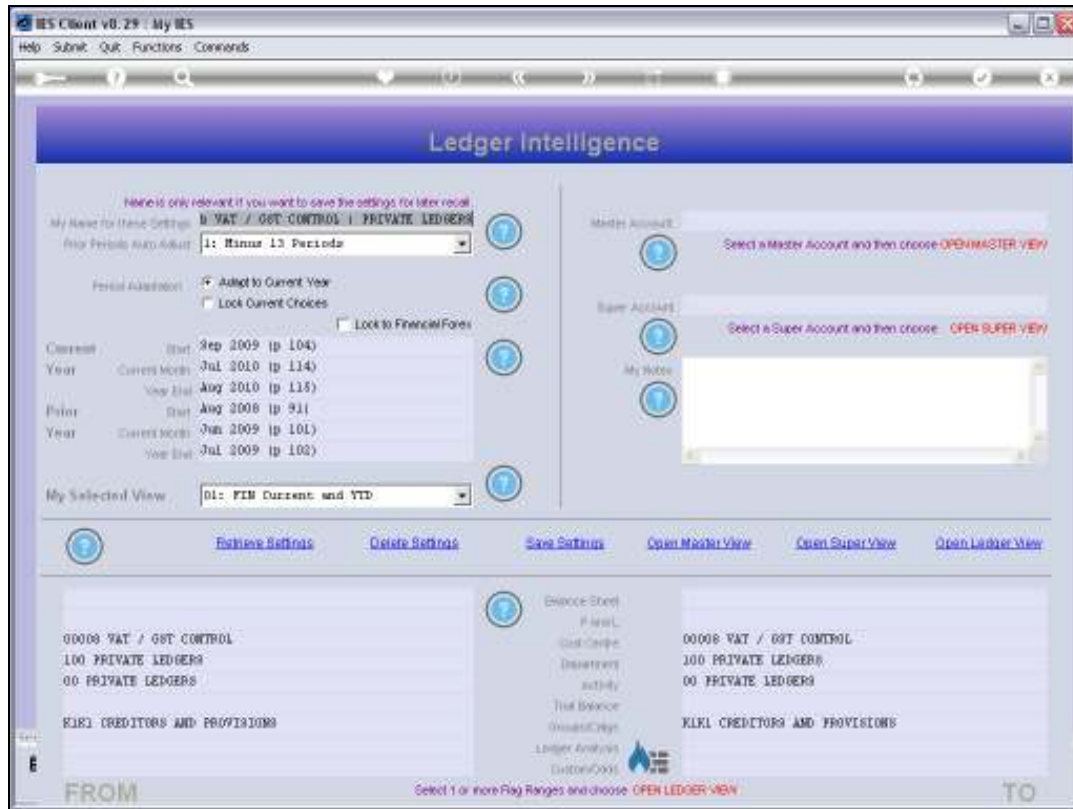 IES Client v8.29 : My IES
Help Submit Quit Functions Commands
Ledger Intelligence
Name is only relevant if you want to save the settings for later recall
My Name for these Settings
VAT / GST CONTROL : PRIVATE LEDGERS
Prior Periods Auto Adjust
1: Minus 13 Periods
Period Adaptation
Adapt to Current Year
Lock Current Choices
Lock to Financial Forex
Current Year
Start Sep 2009 (p 104)
Current Month Jul 2010 (p 114)
Year End Aug 2010 (p 115)
Prior Year
Start Aug 2008 (p 91)
Current Month Jun 2009 (p 101)
Year End Jul 2009 (p 102)
My Selected View
01: FIN Current and YTD
Master Account
Select a Master Account and then choose OPEN MASTER VIEW
Super Account
Select a Super Account and then choose OPEN SUPER VIEW
My Notes
Retrieve Settings Delete Settings Save Settings Open Master View Open Super View Open Ledger View
Balance Sheet
P and L
Cost Centre
Department
Activity
Trial Balance
Ledger Analysis
00008 VAT / GST CONTROL
100 PRIVATE LEDGERS
00 PRIVATE LEDGERS
K1K1 CREDITORS AND PROVISIONS
00008 VAT / GST CONTROL
100 PRIVATE LEDGERS
00 PRIVATE LEDGERS
K1K1 CREDITORS AND PROVISIONS
FROM
Select 1 or more Flag Ranges and choose OPEN LEDGER VIEW
TO